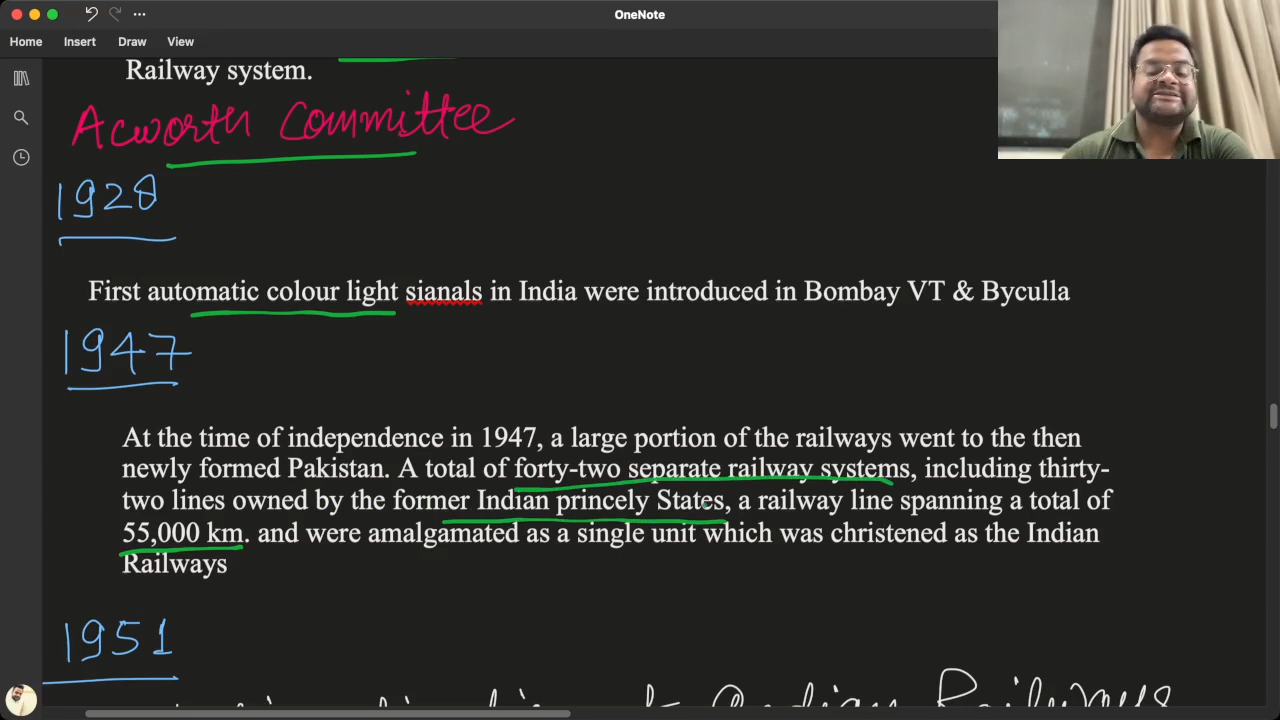 OneNote
Home Insert Draw View
Railway system.
Acworth Committee
1928
First automatic colour light sianals in India were introduced in Bombay VT & Byculla
1947
At the time of independence in 1947, a large portion of the railways went to the then
newly formed Pakistan. A total of forty-two separate railway systems, including thirty-
two lines owned by the former Indian princely States, a railway line spanning a total of
55,000 km. and were amalgamated as a single unit which was christened as the Indian
Railways
1951
Indian Railways